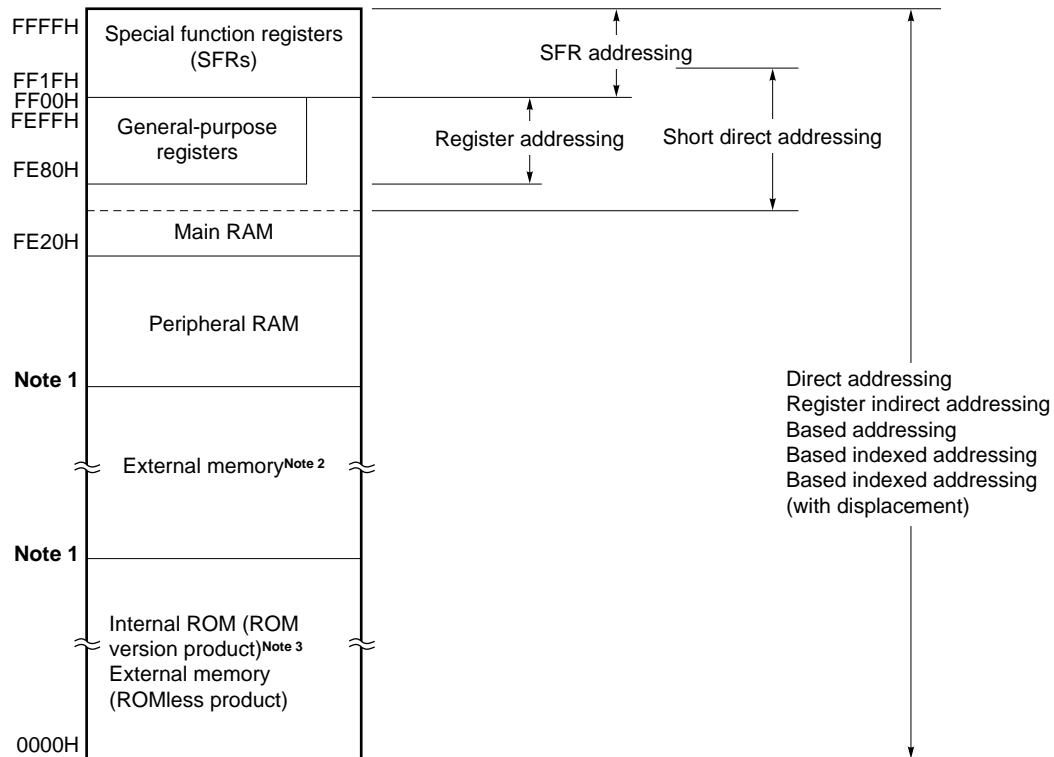 FFFFH
Special function registers
(SFRs)
SFR addressing
FF1FH
FF00H
FEFFH
General-purpose
registers
Register addressing
Short direct addressing
FE80H
Main RAM
FE20H
Peripheral RAM
Note 1
Direct addressing
Register indirect addressing
Based addressing
Based indexed addressing
Based indexed addressing
(with displacement)
External memory Note 2
Note 1
Internal ROM (ROM
version product) Note 3
External memory
(ROMless product)
0000H